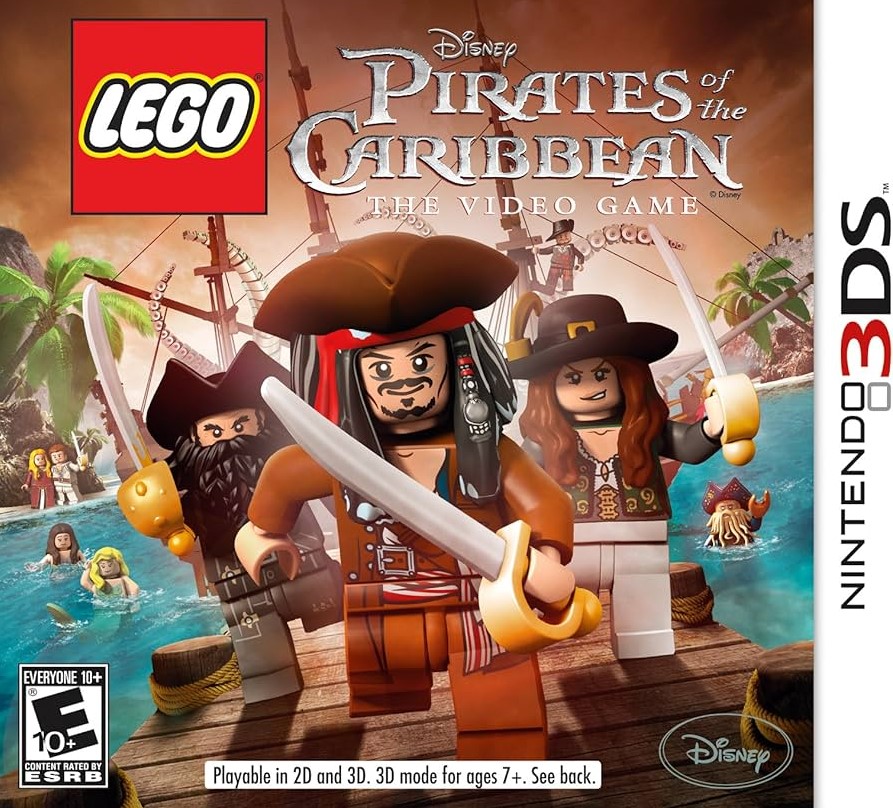 LEGO®
Disney
PIRATES of the
CARIBBEAN
© Disney
THE VIDEO GAME
NINTENDO 3DS™
EVERYONE 10+
®
E
10+
CONTENT RATED BY
ESRB
Playable in 2D and 3D. 3D mode for ages 7+. See back.
Disney